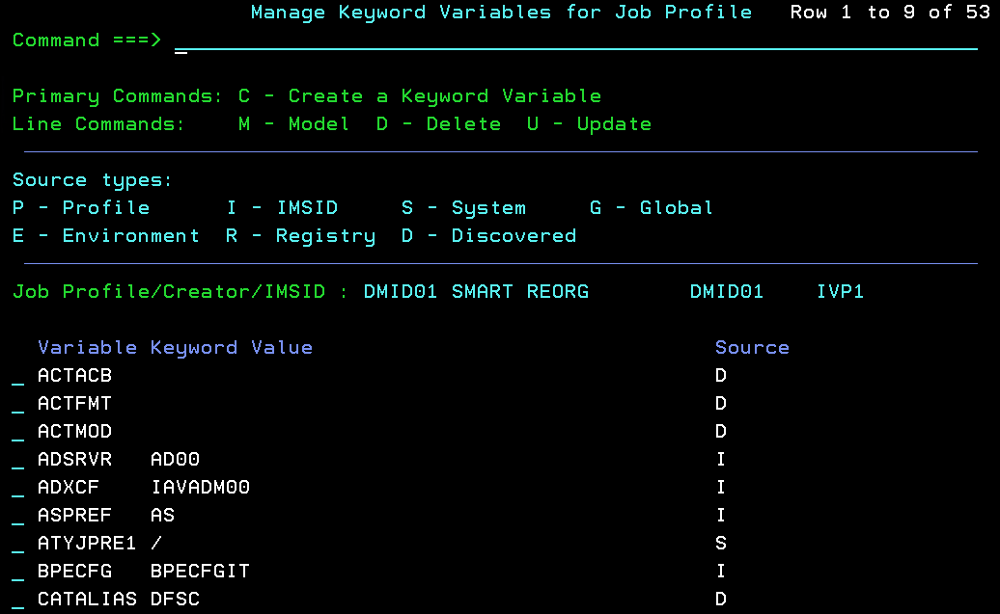 Manage Keyword Variables for Job Profile Row 1 to 9 of 53
Command ===> _
Primary Commands: C - Create a Keyword Variable
Line Commands: M - Model D - Delete U - Update
Source types:
P - Profile I - IMSID S - System G - Global
E - Environment R - Registry D - Discovered
Job Profile/Creator/IMSID : DMID01 SMART REORG DMID01 IVP1
Variable Keyword Value Source
_ ACTACB D
_ ACTFMT D
_ ACTMOD D
_ ADSRVR AD00 I
_ ADXCF IAVADM00 I
_ ASPREF AS I
_ ATYJPRE1 / S
_ BPECFG BPECFGIT I
_ CATALIAS DFSC D